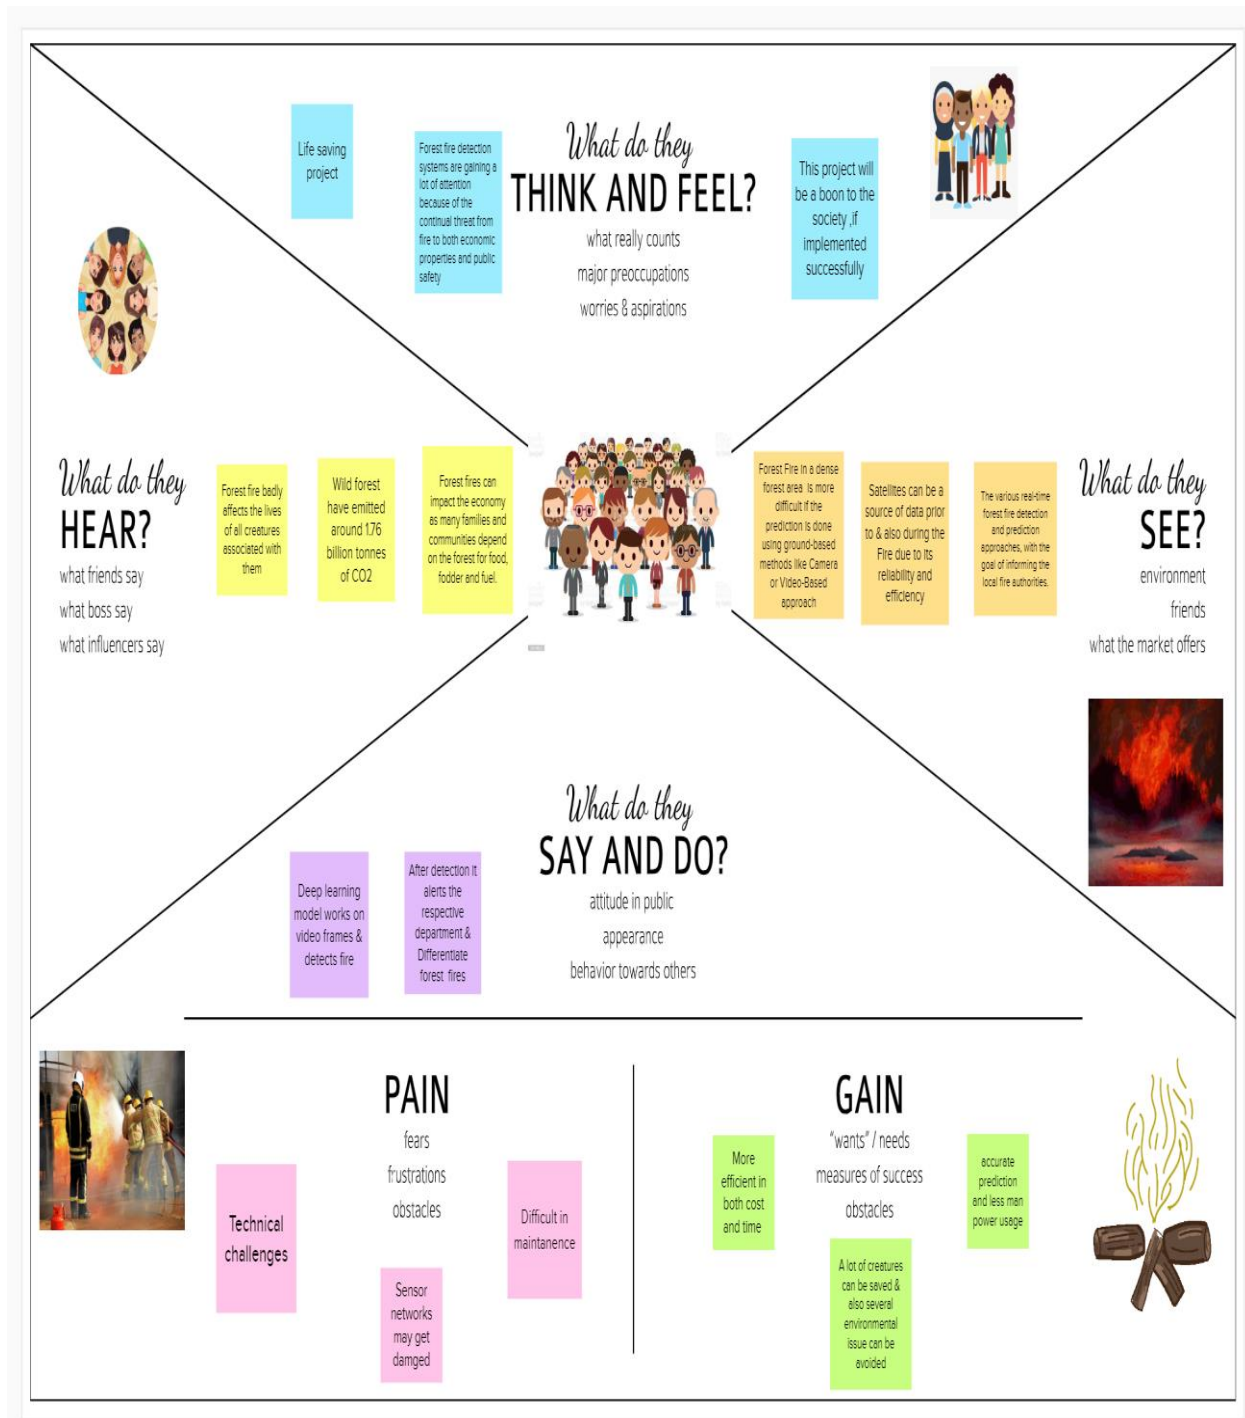 What do they
THINK AND FEEL?
what really counts
major preoccupations
worries & aspirations
Life saving
project
Forest fire detection
systems are gaining a
lot of attention
because of the
continual threat from
fire to both economic
properties and public
safety
This project will
be a boon to the
society ,if
implemented
successfully
What do they
HEAR?
what friends say
what boss say
what influencers say
Forest fire badly
affects the lives
of all creatures
associated with
them
Wild forest
have emitted
around 1.76
billion tonnes
of CO2
Forest fires can
impact the economy
as many families and
communities depend
on the forest for food,
fodder and fuel.
Forest Fire in a dense
forest area is more
difficult if the
prediction is done
using ground-based
methods like Camera
or Video-Based
approach
Satellites can be a
source of data prior
to & also during the
Fire due to its
reliability and
efficiency
The various real-time
forest fire detection
and prediction
approaches, with the
goal of informing the
local fire authorities.
What do they
SEE?
environment
friends
what the market offers
What do they
SAY AND DO?
attitude in public
appearance
behavior towards others
Deep learning
model works on
video frames &
detects fire
After detection it
alerts the
respective
department &
Differentiate
forest fires
PAIN
fears
frustrations
obstacles
Technical
challenges
Sensor
networks
may get
damged
Difficult in
maintanence
GAIN
"wants" / needs
measures of success
obstacles
More
efficient in
both cost
and time
A lot of creatures
can be saved &
also several
environmental
issue can be
avoided
accurate
prediction
and less man
power usage